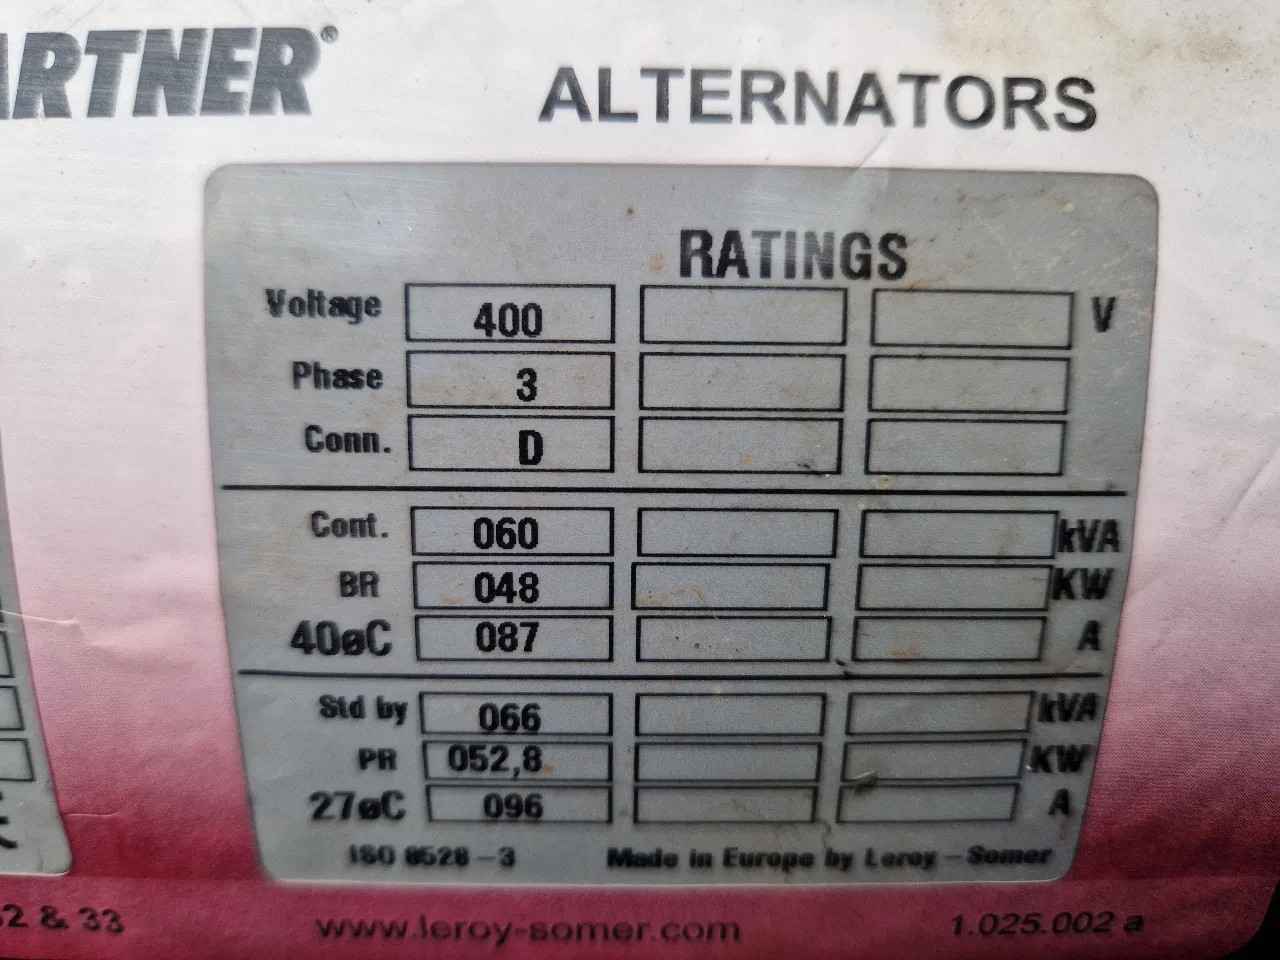 ARTNER®
ALTERNATORS
RATINGS
Voltage 400 V
Phase 3
Conn. D
Cont. 060 kVA
BR 048 KW
40øC 087 A
Std by 066 kVA
PR 052,8 KW
27øC 096 A
ISO 8528-3 Made in Europe by Leroy-Somer
32 & 33 www.leroy-somer.com 1.025.002 a